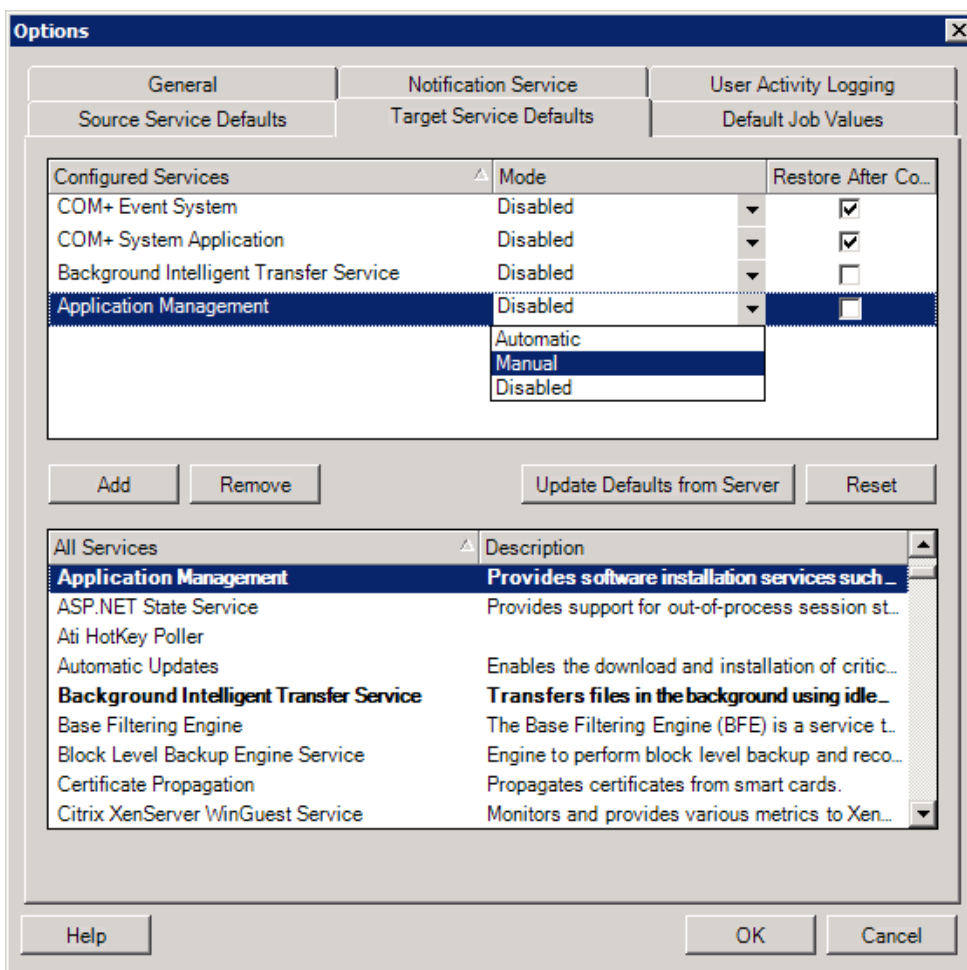 Options
General Notification Service User Activity Logging
Source Service Defaults Target Service Defaults Default Job Values
Configured Services Mode Restore After Co...
COM+ Event System Disabled
COM+ System Application Disabled
Background Intelligent Transfer Service Disabled
Application Management Disabled
Automatic
Manual
Disabled
Add Remove Update Defaults from Server Reset
All Services Description
Application Management Provides software installation services such...
ASP.NET State Service Provides support for out-of-process session st...
Ati HotKey Poller
Automatic Updates Enables the download and installation of critic...
Background Intelligent Transfer Service Transfers files in the background using idle...
Base Filtering Engine The Base Filtering Engine (BFE) is a service t...
Block Level Backup Engine Service Engine to perform block level backup and reco...
Certificate Propagation Propagates certificates from smart cards.
Citrix XenServer WinGuest Service Monitors and provides various metrics to Xen...
Help OK Cancel